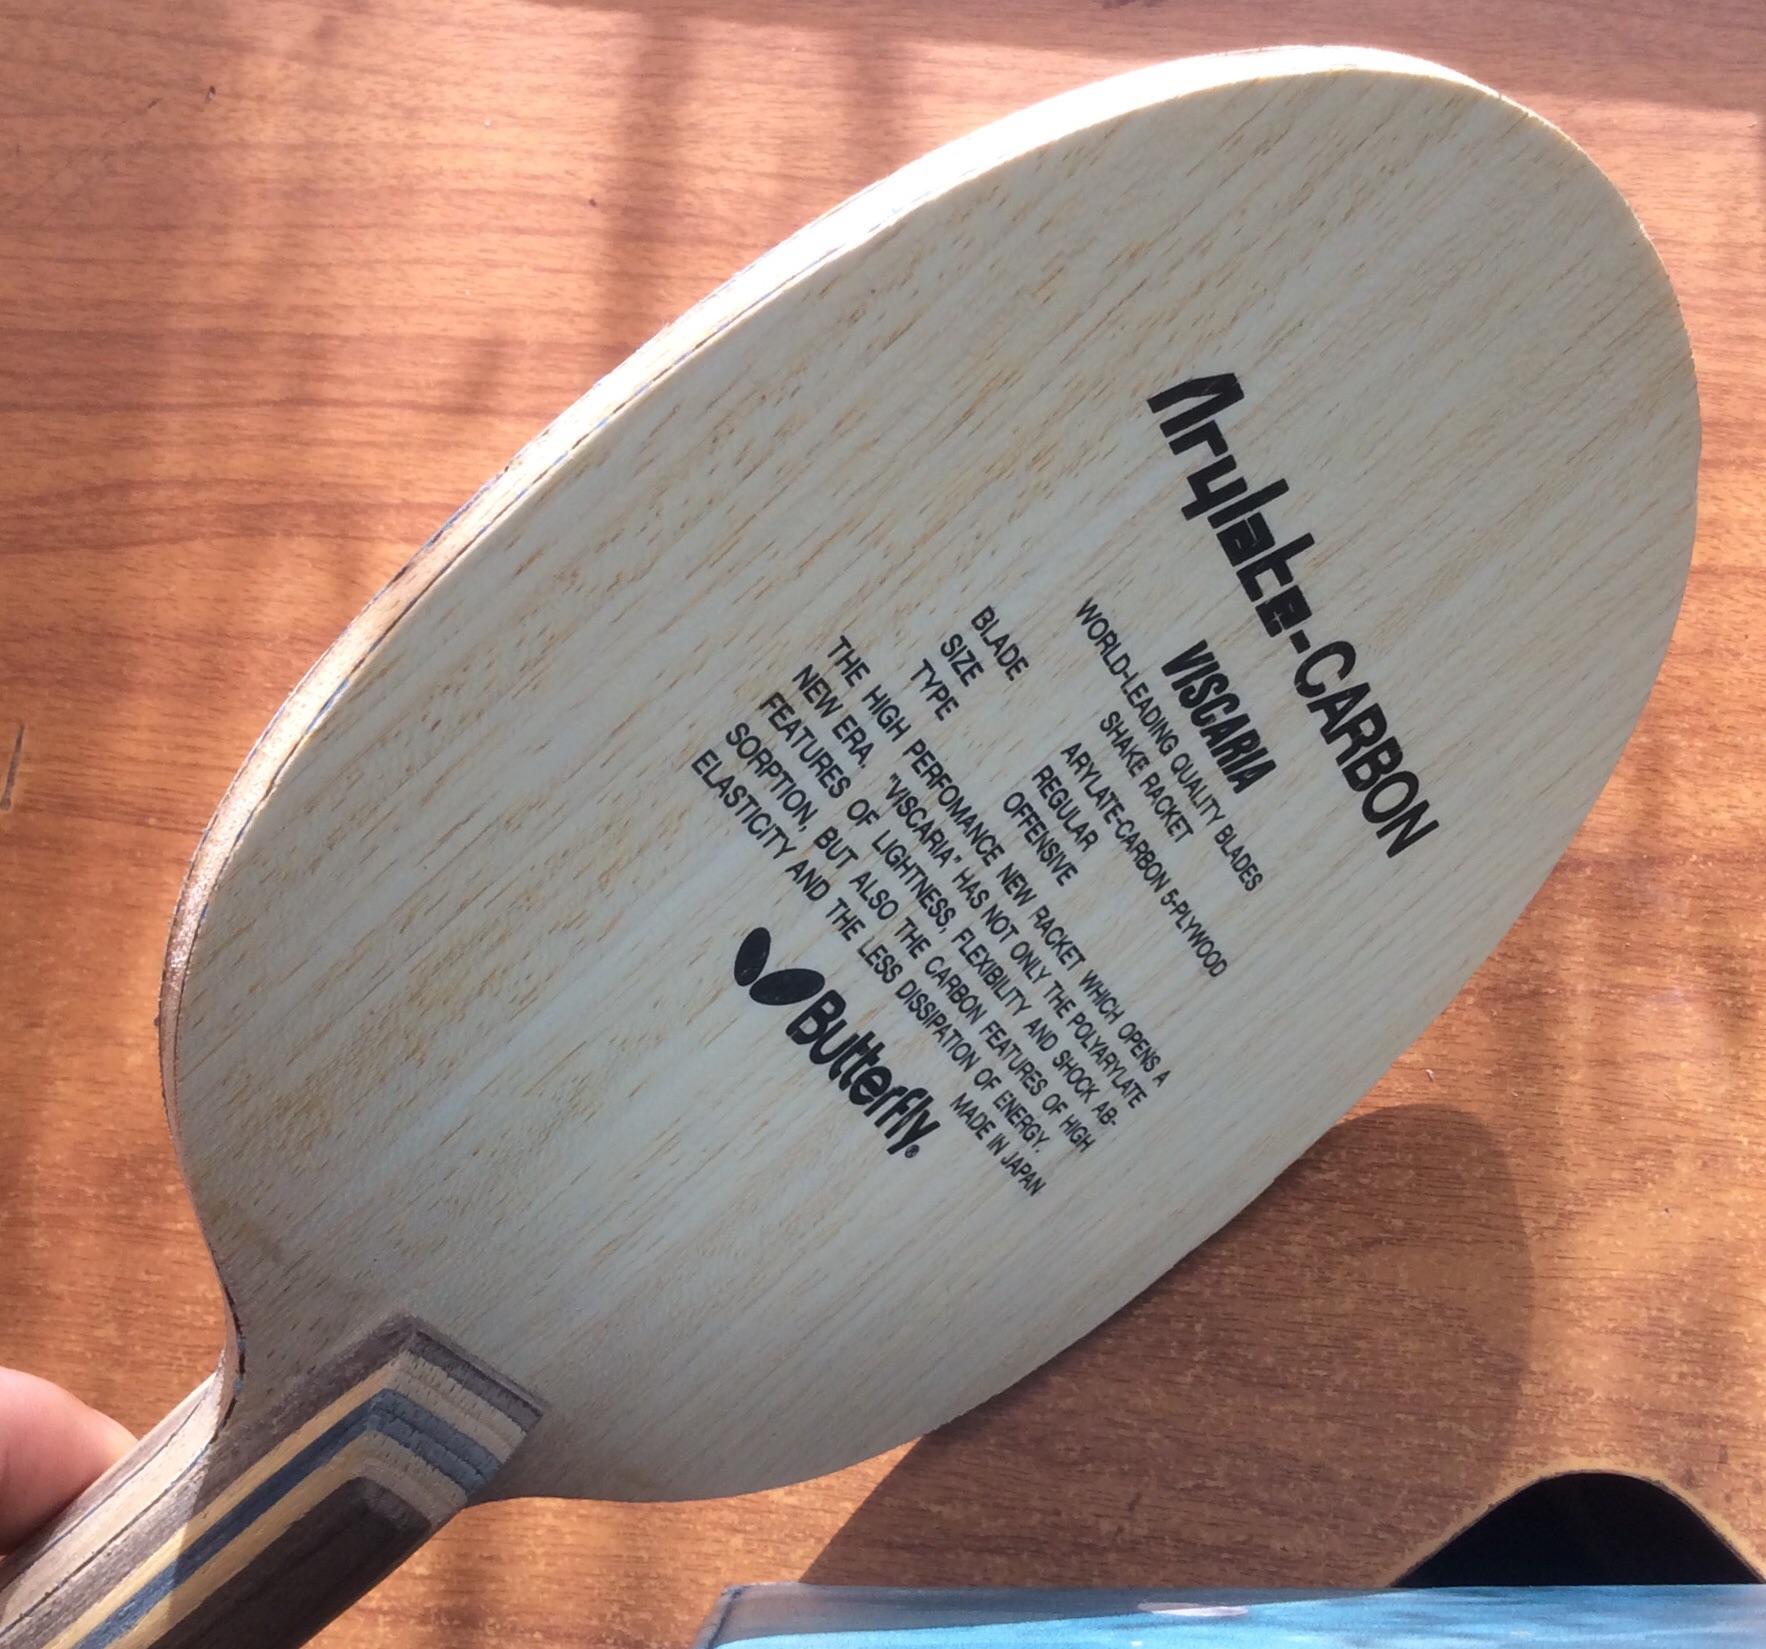 Arylate-CARBON
VISCARIA
WORLD-LEADING QUALITY BLADES
SHAKE RACKET
BLADE ARYLATE-CARBON 5-PLYWOOD
SIZE REGULAR
TYPE OFFENSIVE
THE HIGH PERFOMANCE NEW RACKET WHICH OPENS A
NEW ERA. "VISCARIA" HAS NOT ONLY THE POLYARYLATE
FEATURES OF LIGHTNESS, FLEXIBILITY AND SHOCK AB-
SORPTION, BUT ALSO THE CARBON FEATURES OF HIGH
ELASTICITY AND THE LESS DISSIPATION OF ENERGY.
MADE IN JAPAN
Butterfly®